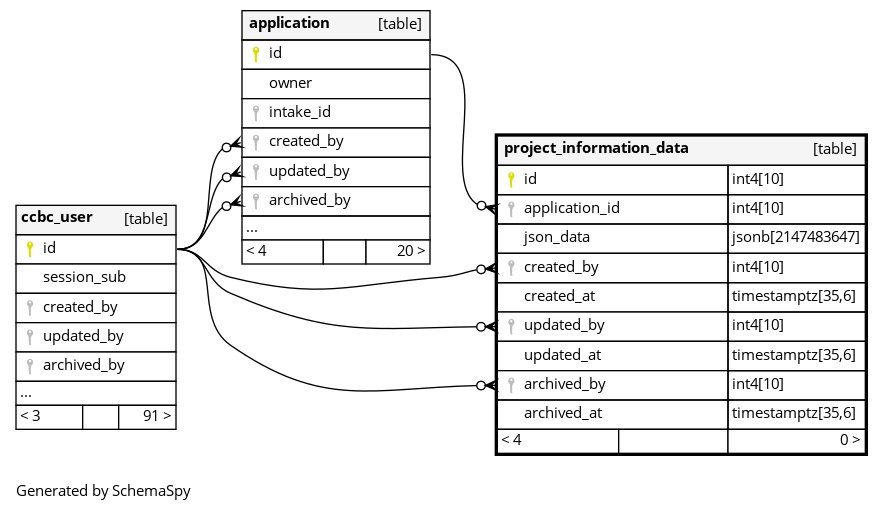 application [table]
id
owner
intake_id
created_by
updated_by
archived_by
...
< 4 20 >
project_information_data [table]
id int4[10]
application_id int4[10]
json_data jsonb[2147483647]
created_by int4[10]
created_at timestamptz[35,6]
updated_by int4[10]
updated_at timestamptz[35,6]
archived_by int4[10]
archived_at timestamptz[35,6]
< 4 0 >
ccbc_user [table]
id
session_sub
created_by
updated_by
archived_by
...
< 3 91 >
Generated by SchemaSpy